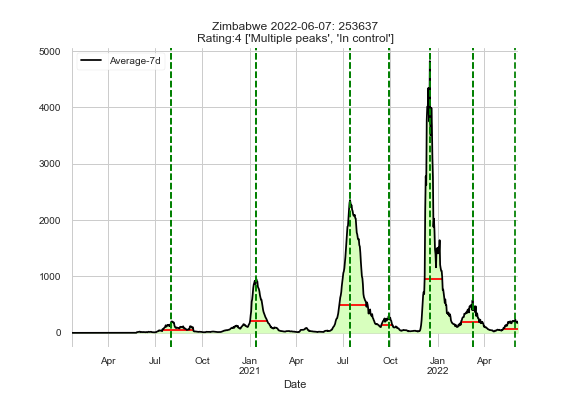 Zimbabwe 2022-06-07: 253637
Rating:4 ['Multiple peaks', 'In control']
Average-7d
5000
4000
3000
2000
1000
0
Apr Jul Oct Jan Apr Jul Oct Jan Apr
2021 2022
Date